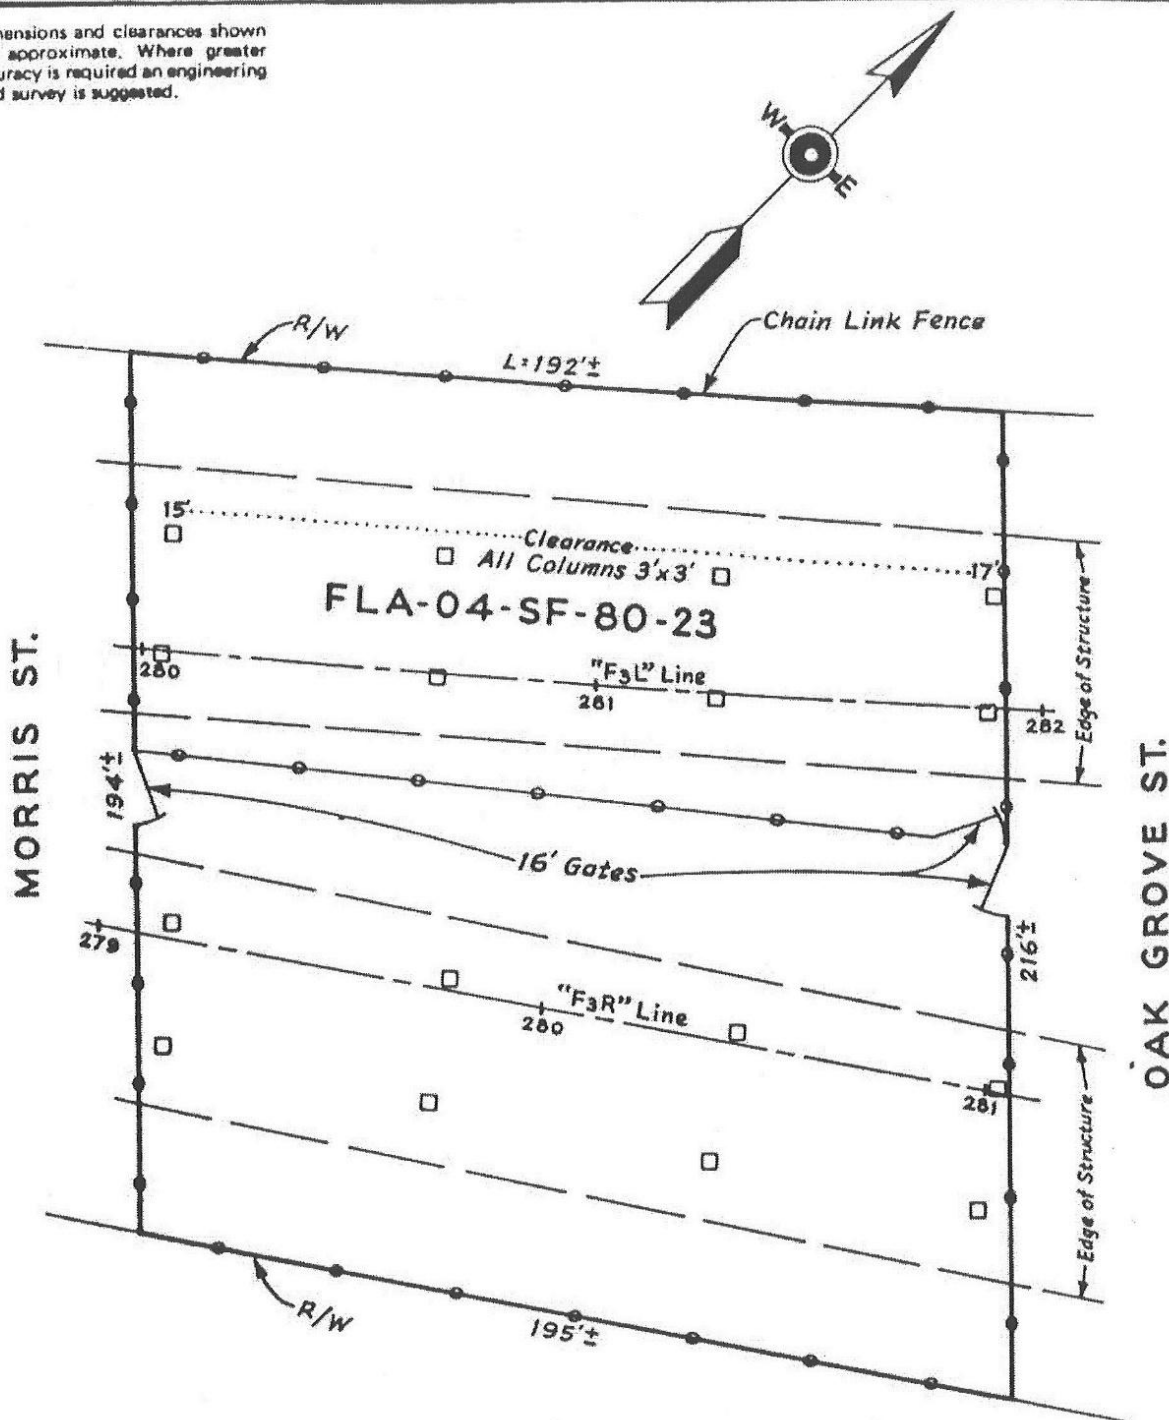 ensions and clearances shown
approximate. Where greater
uracy is required an engineering
d survey is suggested.
W
E
R/W
L=192'±
Chain Link Fence
15'
Clearance
17'
All Columns 3'x3'
FLA-04-SF-80-23
"F3L" Line
280
281
282
Edge of Structure
MORRIS ST.
194'±
16' Gates
OAK GROVE ST.
216'±
279
"F3R" Line
280
281
Edge of Structure
R/W
195'±